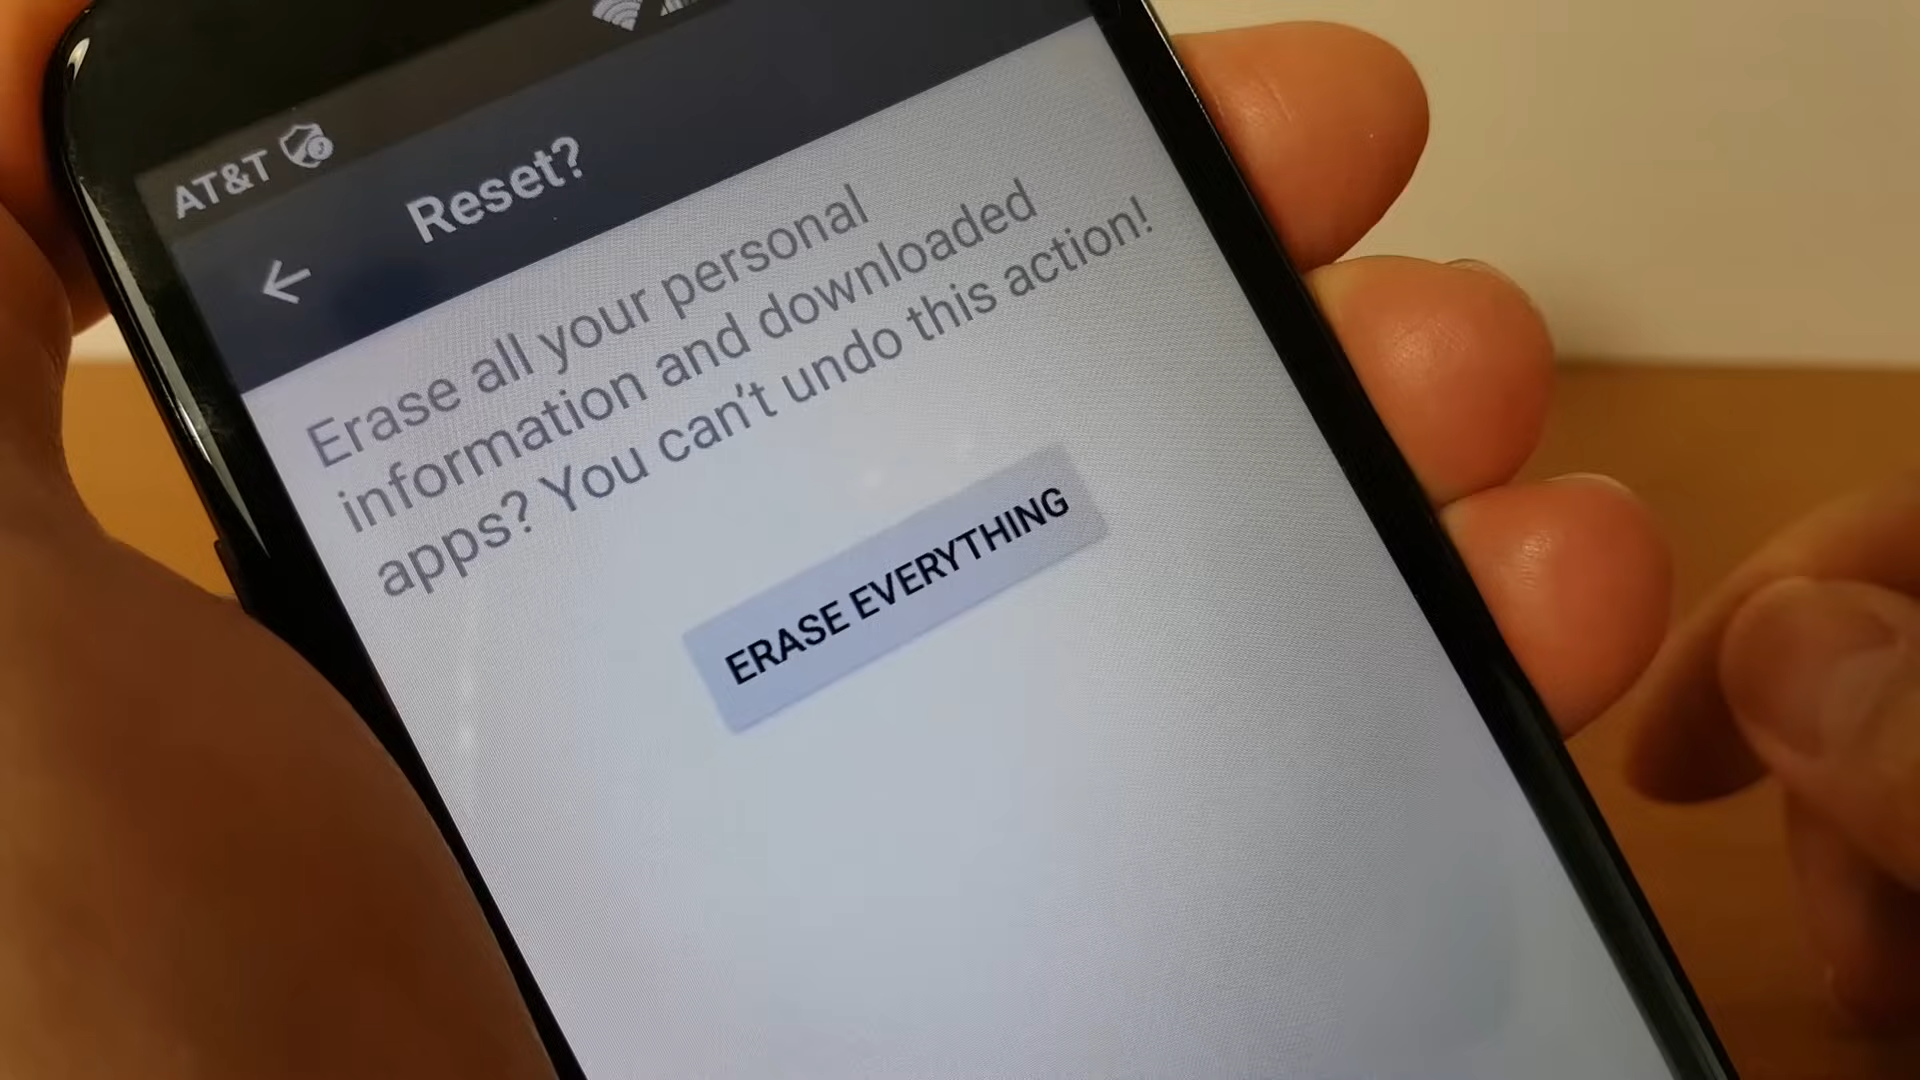 AT&T
Reset?
Erase all your personal
information and downloaded
apps? You can't undo this action!
ERASE EVERYTHING